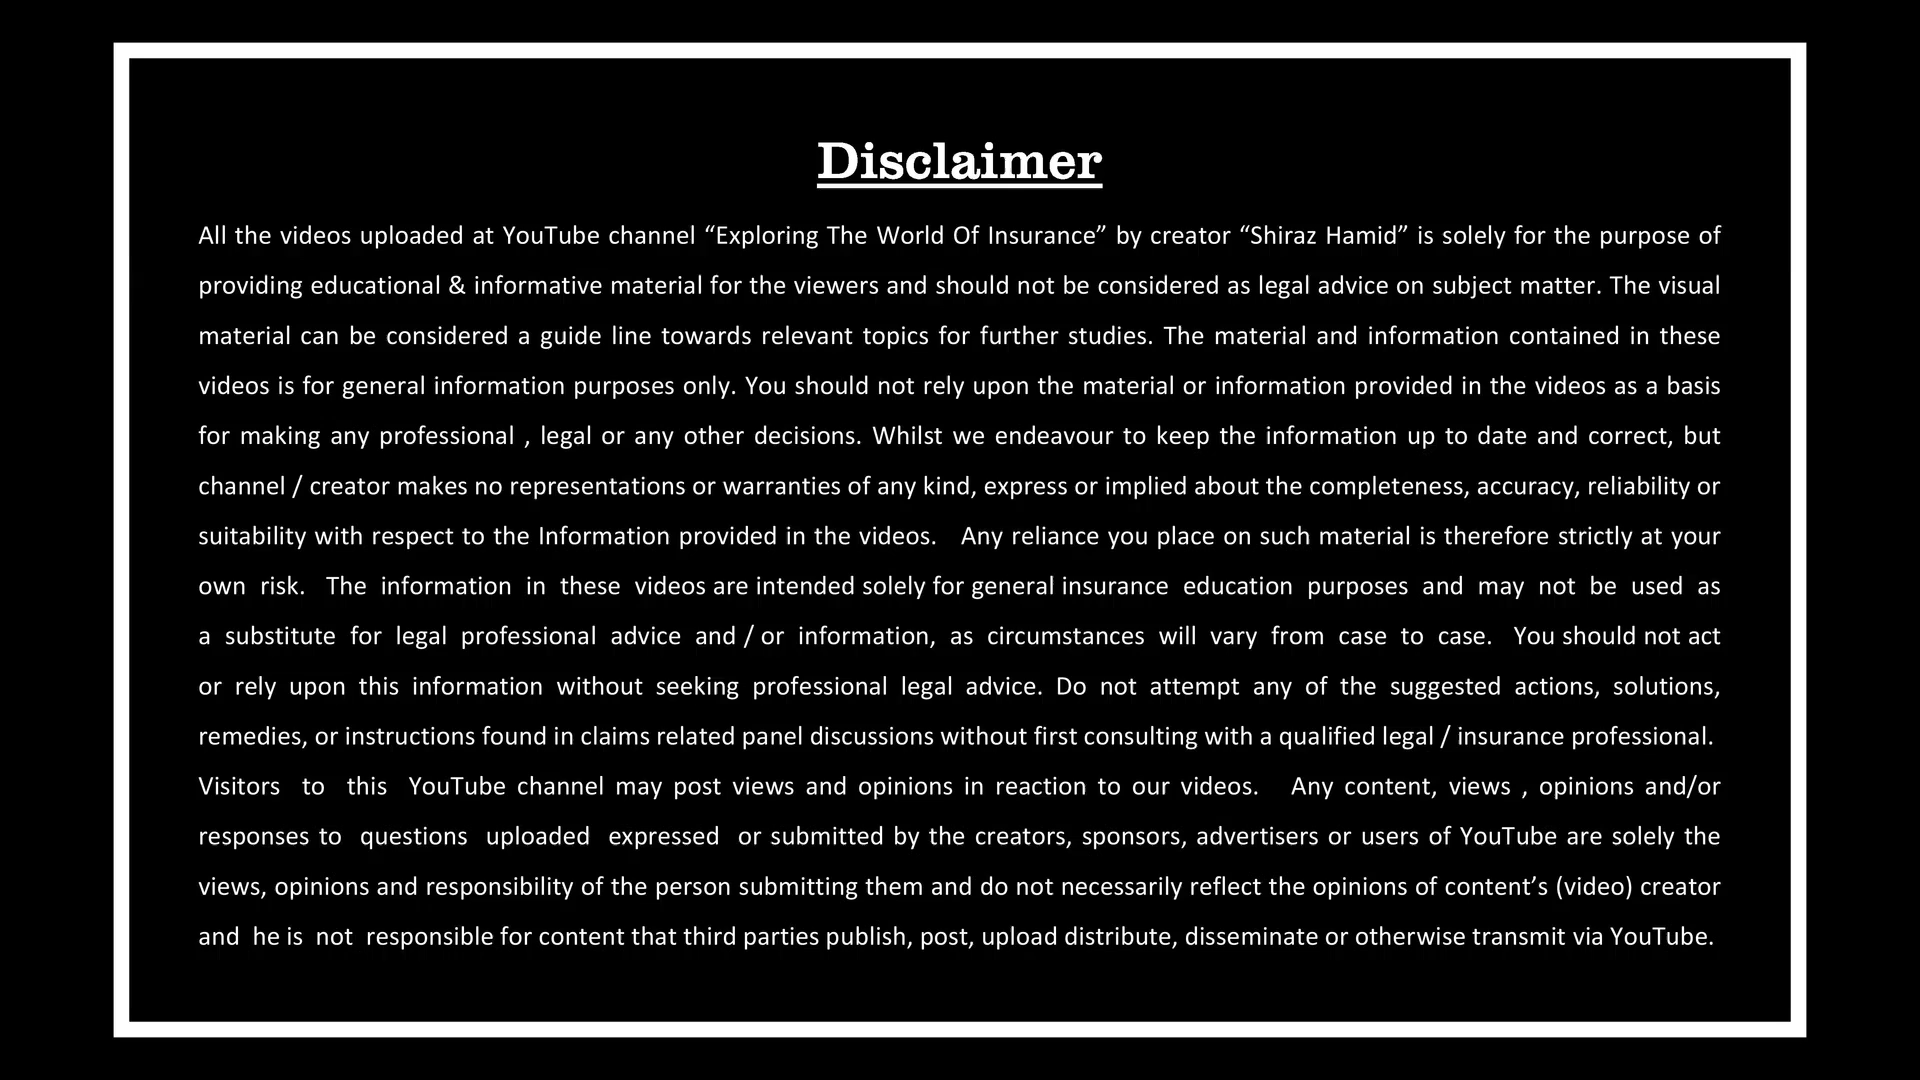 Disclaimer
All the videos uploaded at YouTube channel “Exploring The World Of Insurance” by creator “Shiraz Hamid” is solely for the purpose of
providing educational & informative material for the viewers and should not be considered as legal advice on subject matter. The visual
material can be considered a guide line towards relevant topics for further studies. The material and information contained in these
videos is for general information purposes only. You should not rely upon the material or information provided in the videos as a basis
for making any professional , legal or any other decisions. Whilst we endeavour to keep the information up to date and correct, but
channel / creator makes no representations or warranties of any kind, express or implied about the completeness, accuracy, reliability or
suitability with respect to the Information provided in the videos. Any reliance you place on such material is therefore strictly at your
own risk. The information in these videos are intended solely for general insurance education purposes and may not be used as
a substitute for legal professional advice and / or information, as circumstances will vary from case to case. You should not act
or rely upon this information without seeking professional legal advice. Do not attempt any of the suggested actions, solutions,
remedies, or instructions found in claims related panel discussions without first consulting with a qualified legal / insurance professional.
Visitors to this YouTube channel may post views and opinions in reaction to our videos. Any content, views , opinions and/or
responses to questions uploaded expressed or submitted by the creators, sponsors, advertisers or users of YouTube are solely the
views, opinions and responsibility of the person submitting them and do not necessarily reflect the opinions of content’s (video) creator
and he is not responsible for content that third parties publish, post, upload distribute, disseminate or otherwise transmit via YouTube.